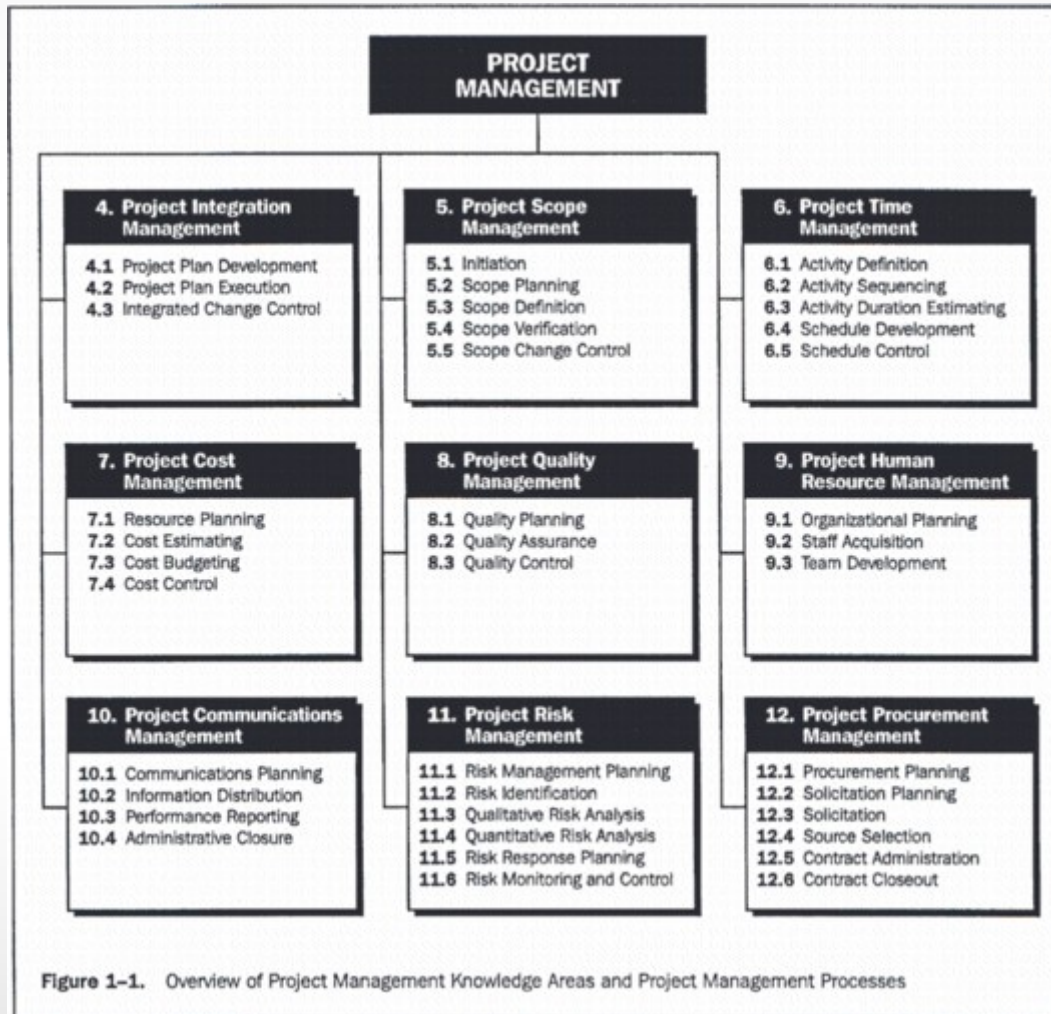 PROJECT
MANAGEMENT
4. Project Integration
Management
4.1 Project Plan Development
4.2 Project Plan Execution
4.3 Integrated Change Control
5. Project Scope
Management
5.1 Initiation
5.2 Scope Planning
5.3 Scope Definition
5.4 Scope Verification
5.5 Scope Change Control
6. Project Time
Management
6.1 Activity Definition
6.2 Activity Sequencing
6.3 Activity Duration Estimating
6.4 Schedule Development
6.5 Schedule Control
7. Project Cost
Management
7.1 Resource Planning
7.2 Cost Estimating
7.3 Cost Budgeting
7.4 Cost Control
8. Project Quality
Management
8.1 Quality Planning
8.2 Quality Assurance
8.3 Quality Control
9. Project Human
Resource Management
9.1 Organizational Planning
9.2 Staff Acquisition
9.3 Team Development
10. Project Communications
Management
10.1 Communications Planning
10.2 Information Distribution
10.3 Performance Reporting
10.4 Administrative Closure
11. Project Risk
Management
11.1 Risk Management Planning
11.2 Risk Identification
11.3 Qualitative Risk Analysis
11.4 Quantitative Risk Analysis
11.5 Risk Response Planning
11.6 Risk Monitoring and Control
12. Project Procurement
Management
12.1 Procurement Planning
12.2 Solicitation Planning
12.3 Solicitation
12.4 Source Selection
12.5 Contract Administration
12.6 Contract Closeout
Figure 1–1. Overview of Project Management Knowledge Areas and Project Management Processes